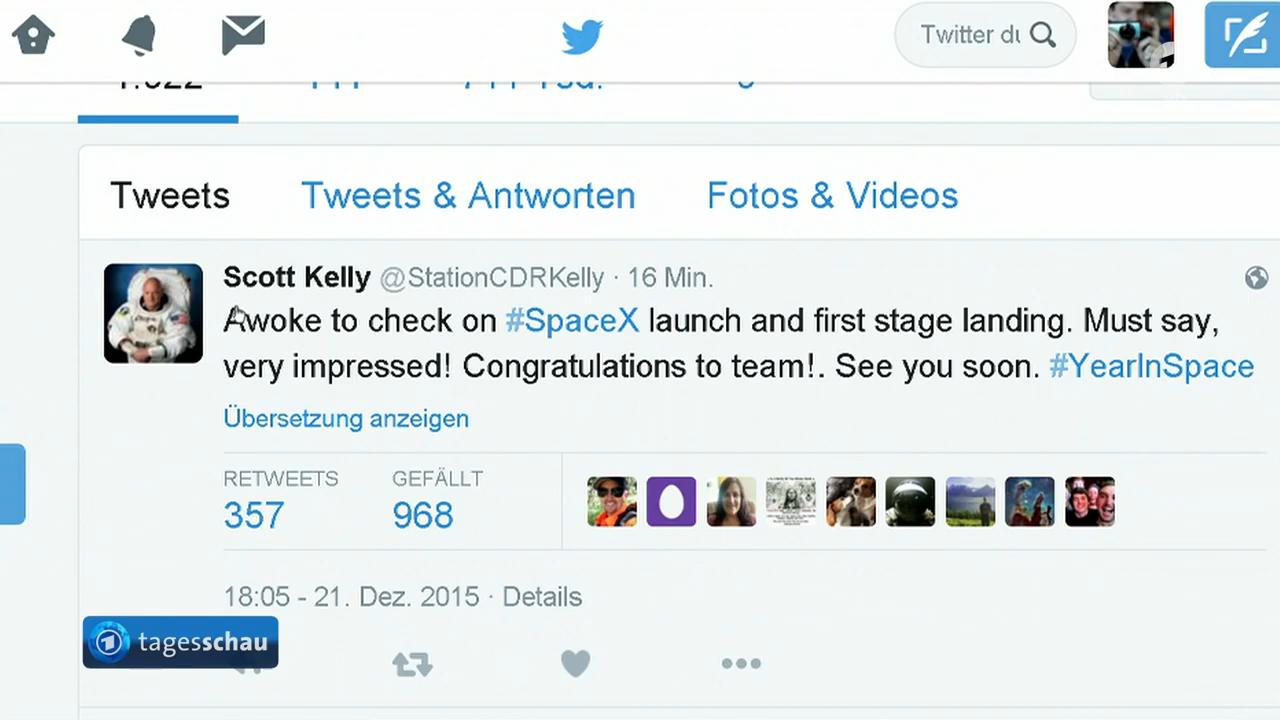 Twitter du
Tweets
Tweets & Antworten
Fotos & Videos
Scott Kelly @StationCDRKelly · 16 Min.
Awoke to check on #SpaceX launch and first stage landing. Must say,
very impressed! Congratulations to team!. See you soon. #YearInSpace
Übersetzung anzeigen
RETWEETS
GEFÄLLT
357
968
18:05 - 21. Dez. 2015 · Details
tagesschau